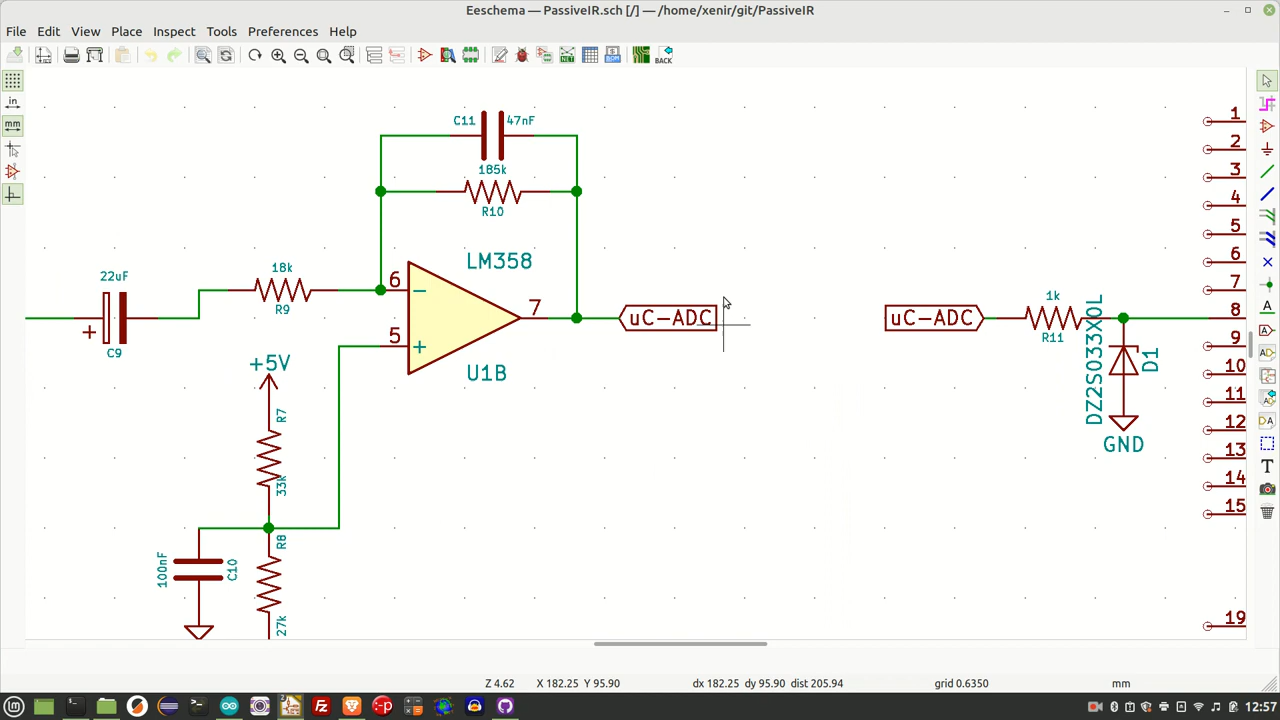 Eeschema — PassiveIR.sch [/] — /home/xenir/git/PassiveIR
File Edit View Place Inspect Tools Preferences Help
NET
BOM
BACK
in
mm
C11 47nF
185k
R10
LM358
18k
R9
22uF
+
C9
6
−
7
5
+
U1B
uC-ADC
uC-ADC
1k
R11
DZ2S033X0L
D1
GND
+5V
R7
33k
R8
27k
100nF
C10
1
2
3
4
5
6
7
8
9
10
11
12
13
14
15
19
A
A
A
A
T
Z 4.62 X 182.25 Y 95.90 dx 182.25 dy 95.90 dist 205.94 grid 0.6350 mm
12:57